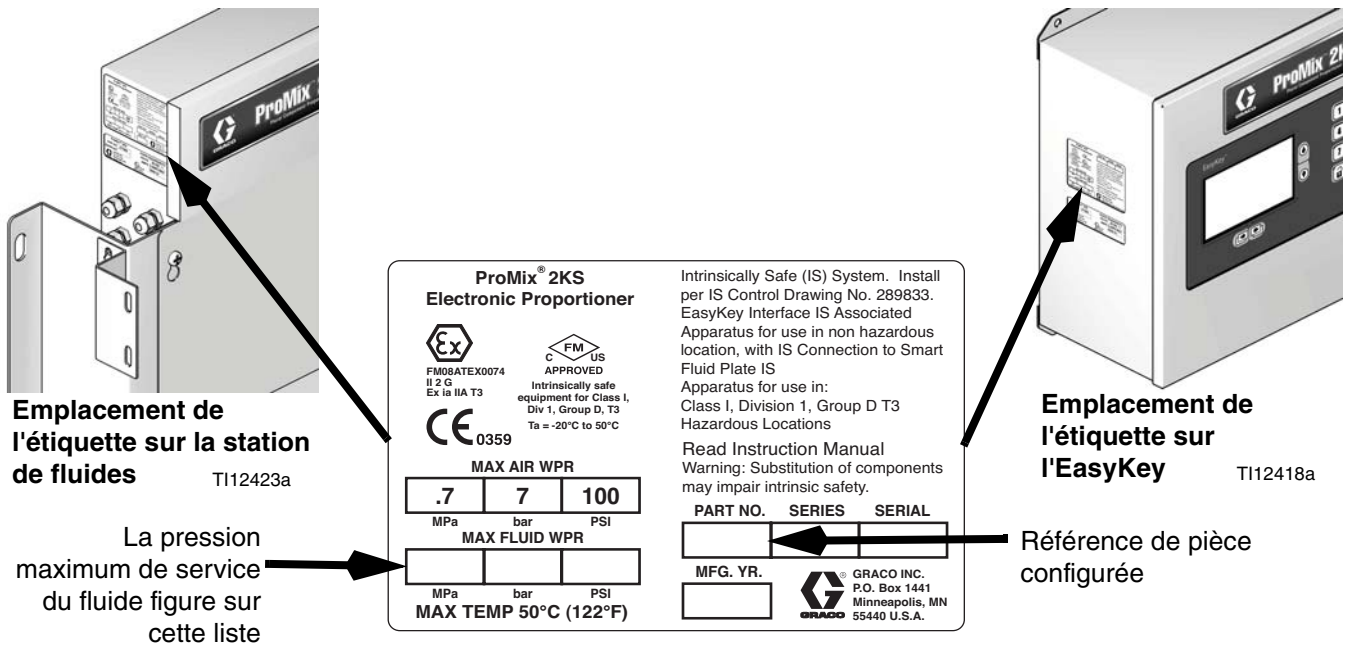 ProMix 2
GRACO
ProMix 2K
GRACO
EasyKey
Emplacement de
l'étiquette sur la station
de fluides
TI12423a
La pression
maximum de service
du fluide figure sur
cette liste
ProMix® 2KS
Electronic Proportioner
Ex
FM08ATEX0074
II 2 G
Ex ia IIA T3
CE 0359
C FM US
APPROVED
Intrinsically safe
equipment for Class I,
Div 1, Group D, T3
Ta = -20°C to 50°C
MAX AIR WPR
.7 7 100
MPa bar PSI
MAX FLUID WPR
MPa bar PSI
MAX TEMP 50°C (122°F)
Intrinsically Safe (IS) System. Install
per IS Control Drawing No. 289833.
EasyKey Interface IS Associated
Apparatus for use in non hazardous
location, with IS Connection to Smart
Fluid Plate IS
Apparatus for use in:
Class I, Division 1, Group D T3
Hazardous Locations
Read Instruction Manual
Warning: Substitution of components
may impair intrinsic safety.
PART NO. SERIES SERIAL
MFG. YR.
GRACO
®
GRACO INC.
P.O. Box 1441
Minneapolis, MN
55440 U.S.A.
Emplacement de
l'étiquette sur
l'EasyKey
TI12418a
Référence de pièce
configurée